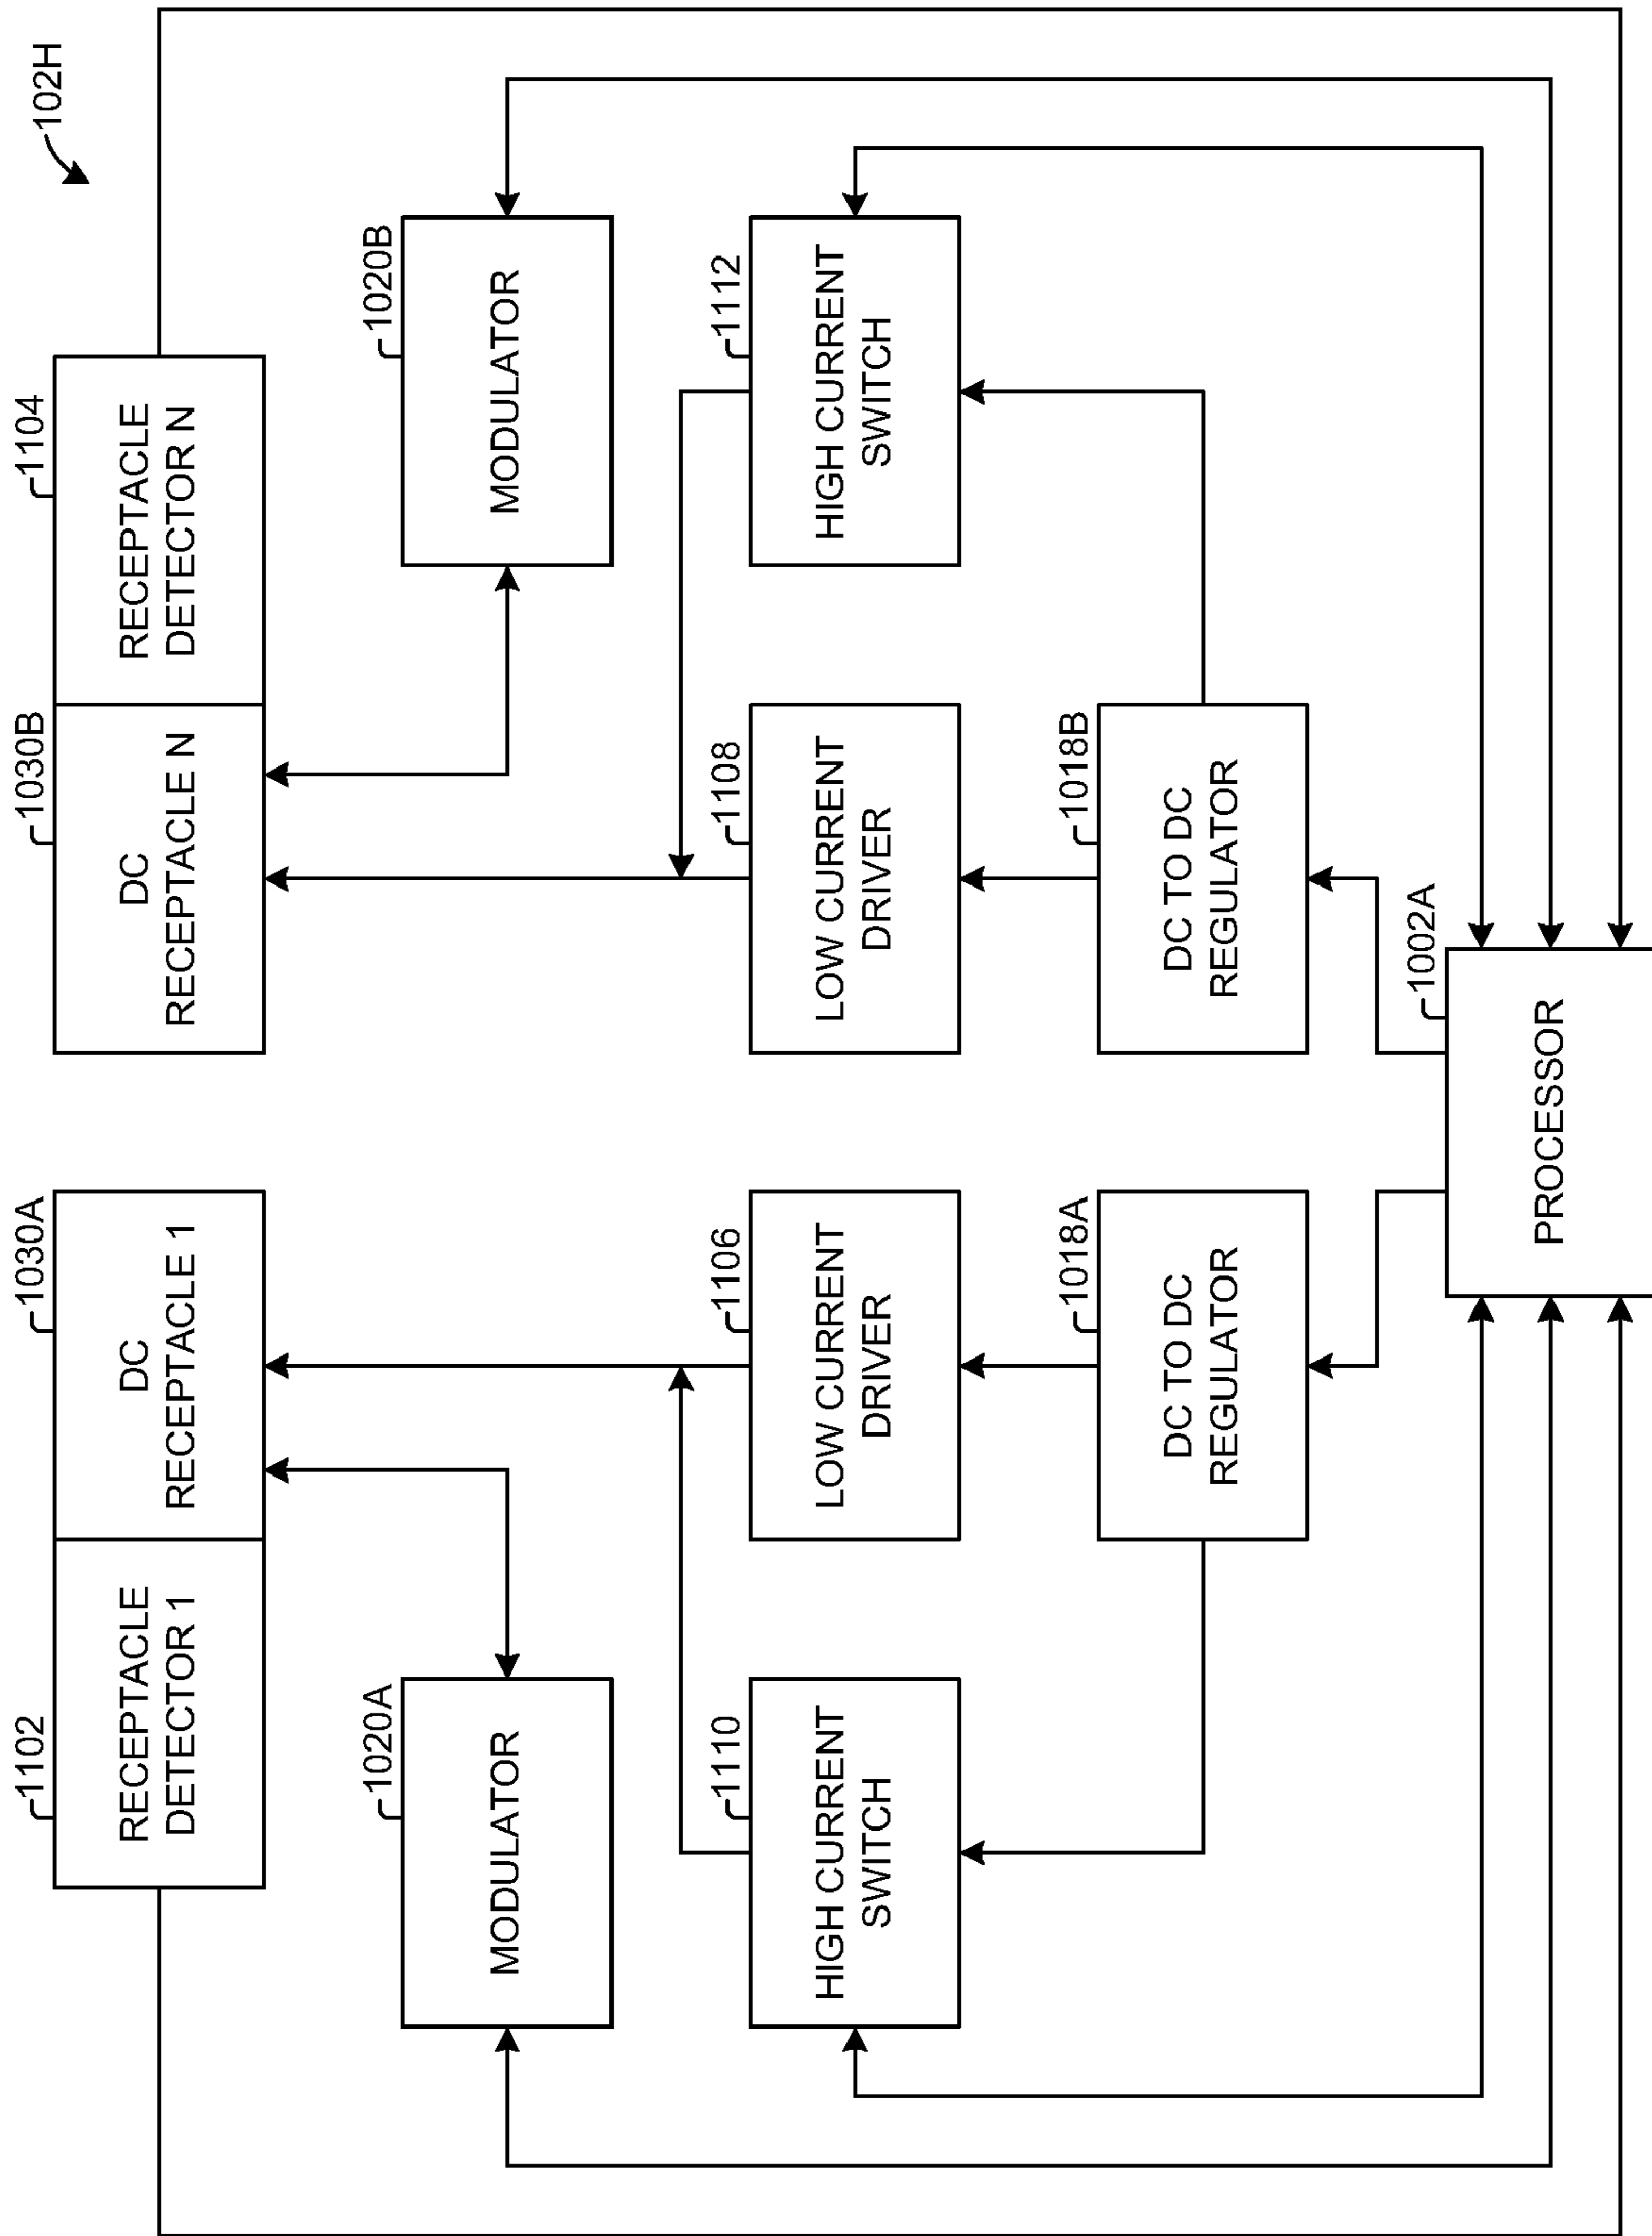 102H
1102
RECEPTACLE
DETECTOR 1
1030A
DC
RECEPTACLE 1
1030B
DC
RECEPTACLE N
1104
RECEPTACLE
DETECTOR N
1020A
MODULATOR
1020B
MODULATOR
1110
HIGH CURRENT
SWITCH
1106
LOW CURRENT
DRIVER
1108
LOW CURRENT
DRIVER
1112
HIGH CURRENT
SWITCH
1018A
DC TO DC
REGULATOR
1018B
DC TO DC
REGULATOR
1002A
PROCESSOR